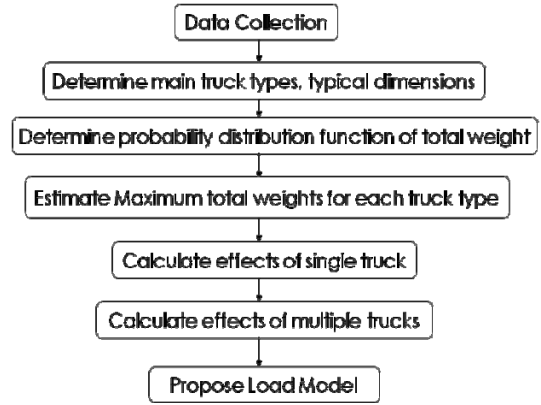 Data Collection
Determine main truck types, typical dimensions
Determine probability distribution function of total weight
Estimate Maximum total weights for each truck type
Calculate effects of single truck
Calculate effects of multiple trucks
Propose Load Model